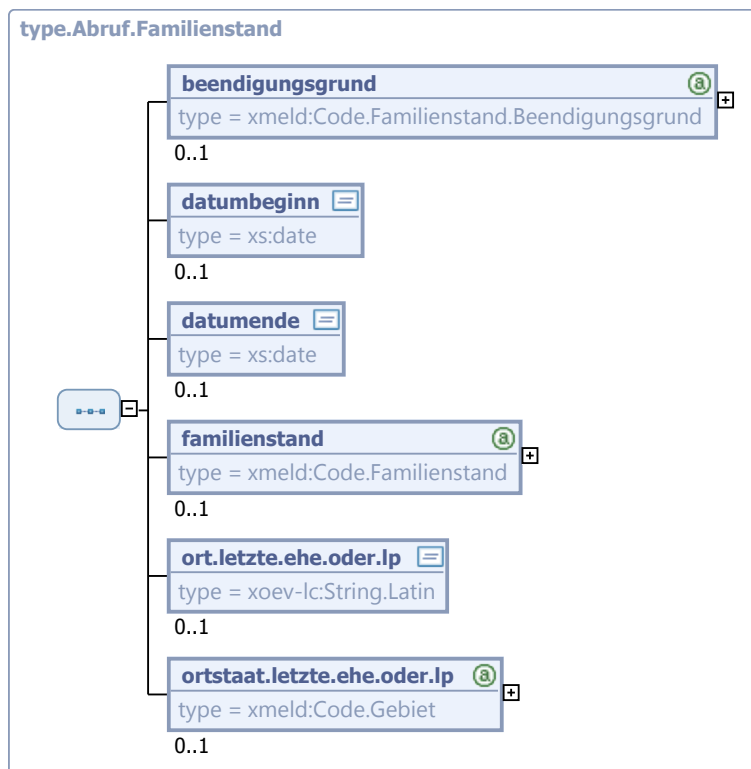 type.Abruf.Familienstand
beendigungsgrund
type = xmeld:Code.Familienstand.Beendigungsgrund
0..1
datumbeginn
type = xs:date
0..1
datumende
type = xs:date
0..1
familienstand
type = xmeld:Code.Familienstand
0..1
ort.letzte.ehe.oder.lp
type = xoev-lc:String.Latin
0..1
ortstaat.letzte.ehe.oder.lp
type = xmeld:Code.Gebiet
0..1